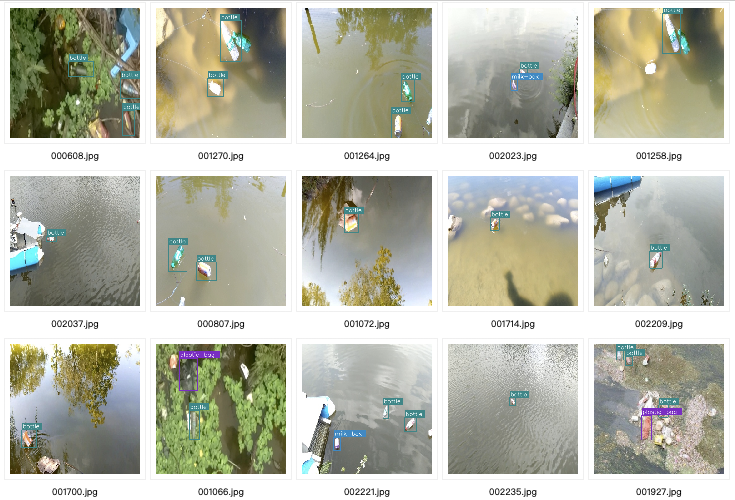 bottle
bottle
bottle
000608.jpg
bottle
bottle
001270.jpg
bottle
bottle
001264.jpg
bottle
milk-box
002023.jpg
bottle
001258.jpg
bottle
002037.jpg
bottle
bottle
000807.jpg
bottle
001072.jpg
bottle
001714.jpg
bottle
002209.jpg
bottle
001700.jpg
plastic-bag
bottle
001066.jpg
bottle
bottle
milk-box
002221.jpg
bottle
002235.jpg
bottle
bottle
bottle
plastic-bag
001927.jpg